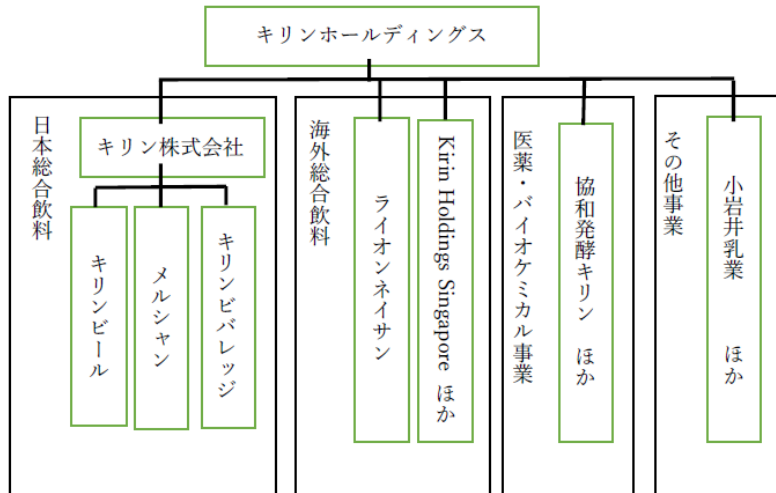 キリンホールディングス
日本総合飲料
キリン株式会社
キリンビール
メルシャン
キリンビバレッジ
海外総合飲料
ライオンネイサン
Kirin Holdings Singapore ほか
医薬・バイオケミカル事業
協和発酵キリン ほか
その他事業
小岩井乳業 ほか